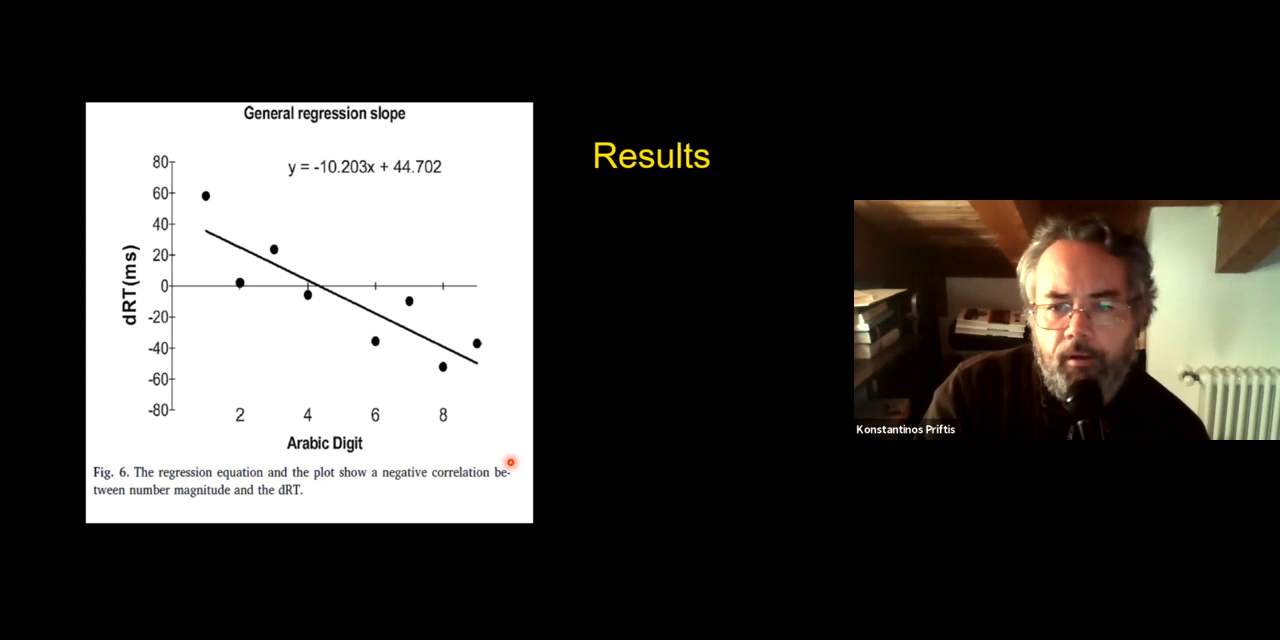 General regression slope
y = -10.203x + 44.702
80
60
40
20
0
-20
-40
-60
-80
dRT(ms)
2 4 6 8
Arabic Digit
Fig. 6. The regression equation and the plot show a negative correlation be-
tween number magnitude and the dRT.
Results
Konstantinos Priftis